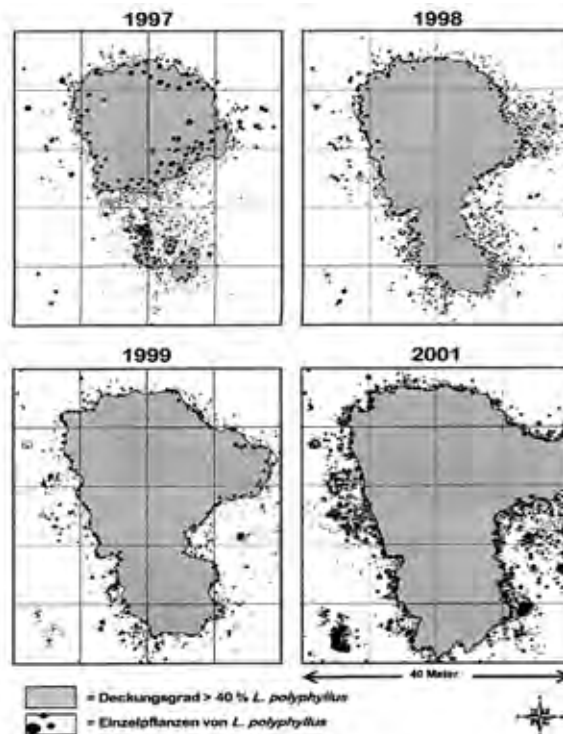 1997
1998
1999
2001
40 Meter
= Deckungsgrad > 40 % L. polyphyllus
= Einzelpflanzen von L. polyphyllus